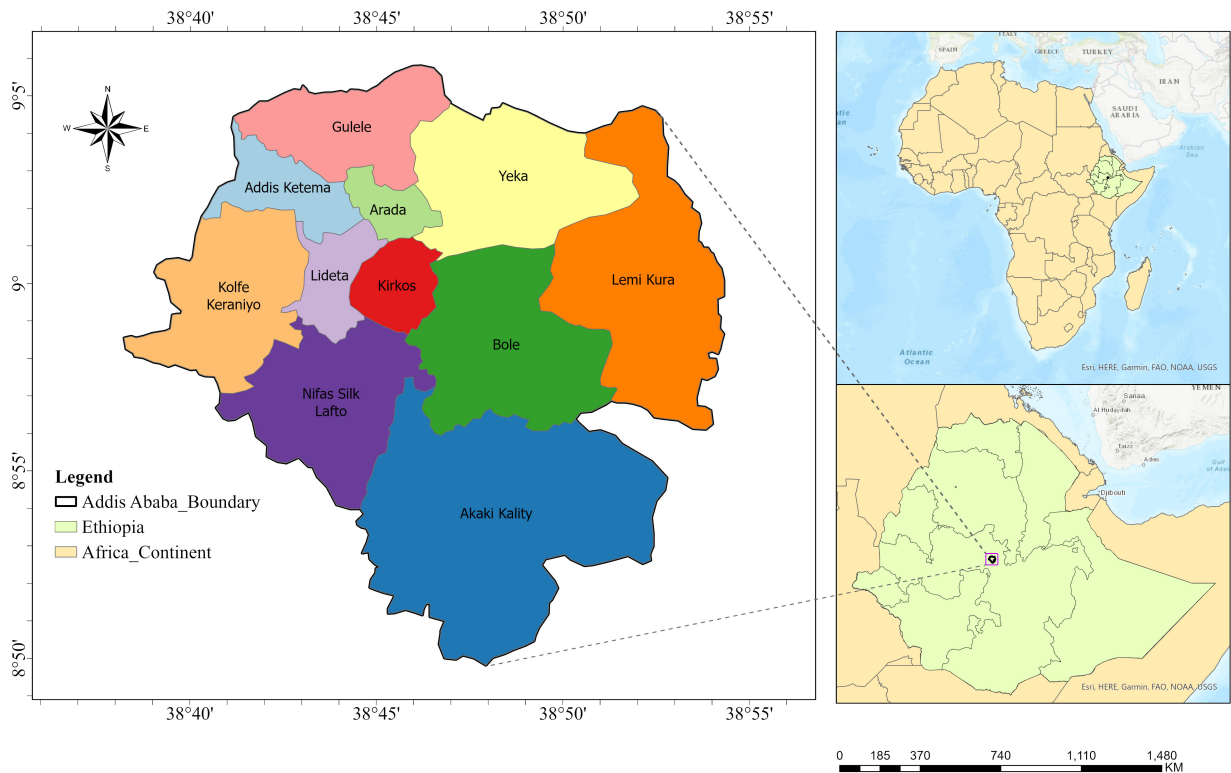 38°40'
38°45'
38°50'
38°55'
9°5'
9°
8°55'
8°50'
N
W
E
S
Gulele
Addis Ketema
Yeka
Arada
Lideta
Kirkos
Kolfe
Keraniyo
Lemi Kura
Bole
Nifas Silk
Lafto
Akaki Kality
Legend
Addis Ababa_Boundary
Ethiopia
Africa_Continent
38°40'
38°45'
38°50'
38°55'
ITALY
SPAIN
GREECE
TURKEY
IRAN
SAUDI
ARABIA
Arabian
Sea
Atlantic
Ocean
Esri, HERE, Garmin, FAO, NOAA, USGS
YEMEN
Sanaa
Al Hudaydah
Taizz
Aden
Gulf
of Aden
Djibouti
Esri, HERE, Garmin, FAO, NOAA, USGS
0
185
370
740
1,110
1,480
KM